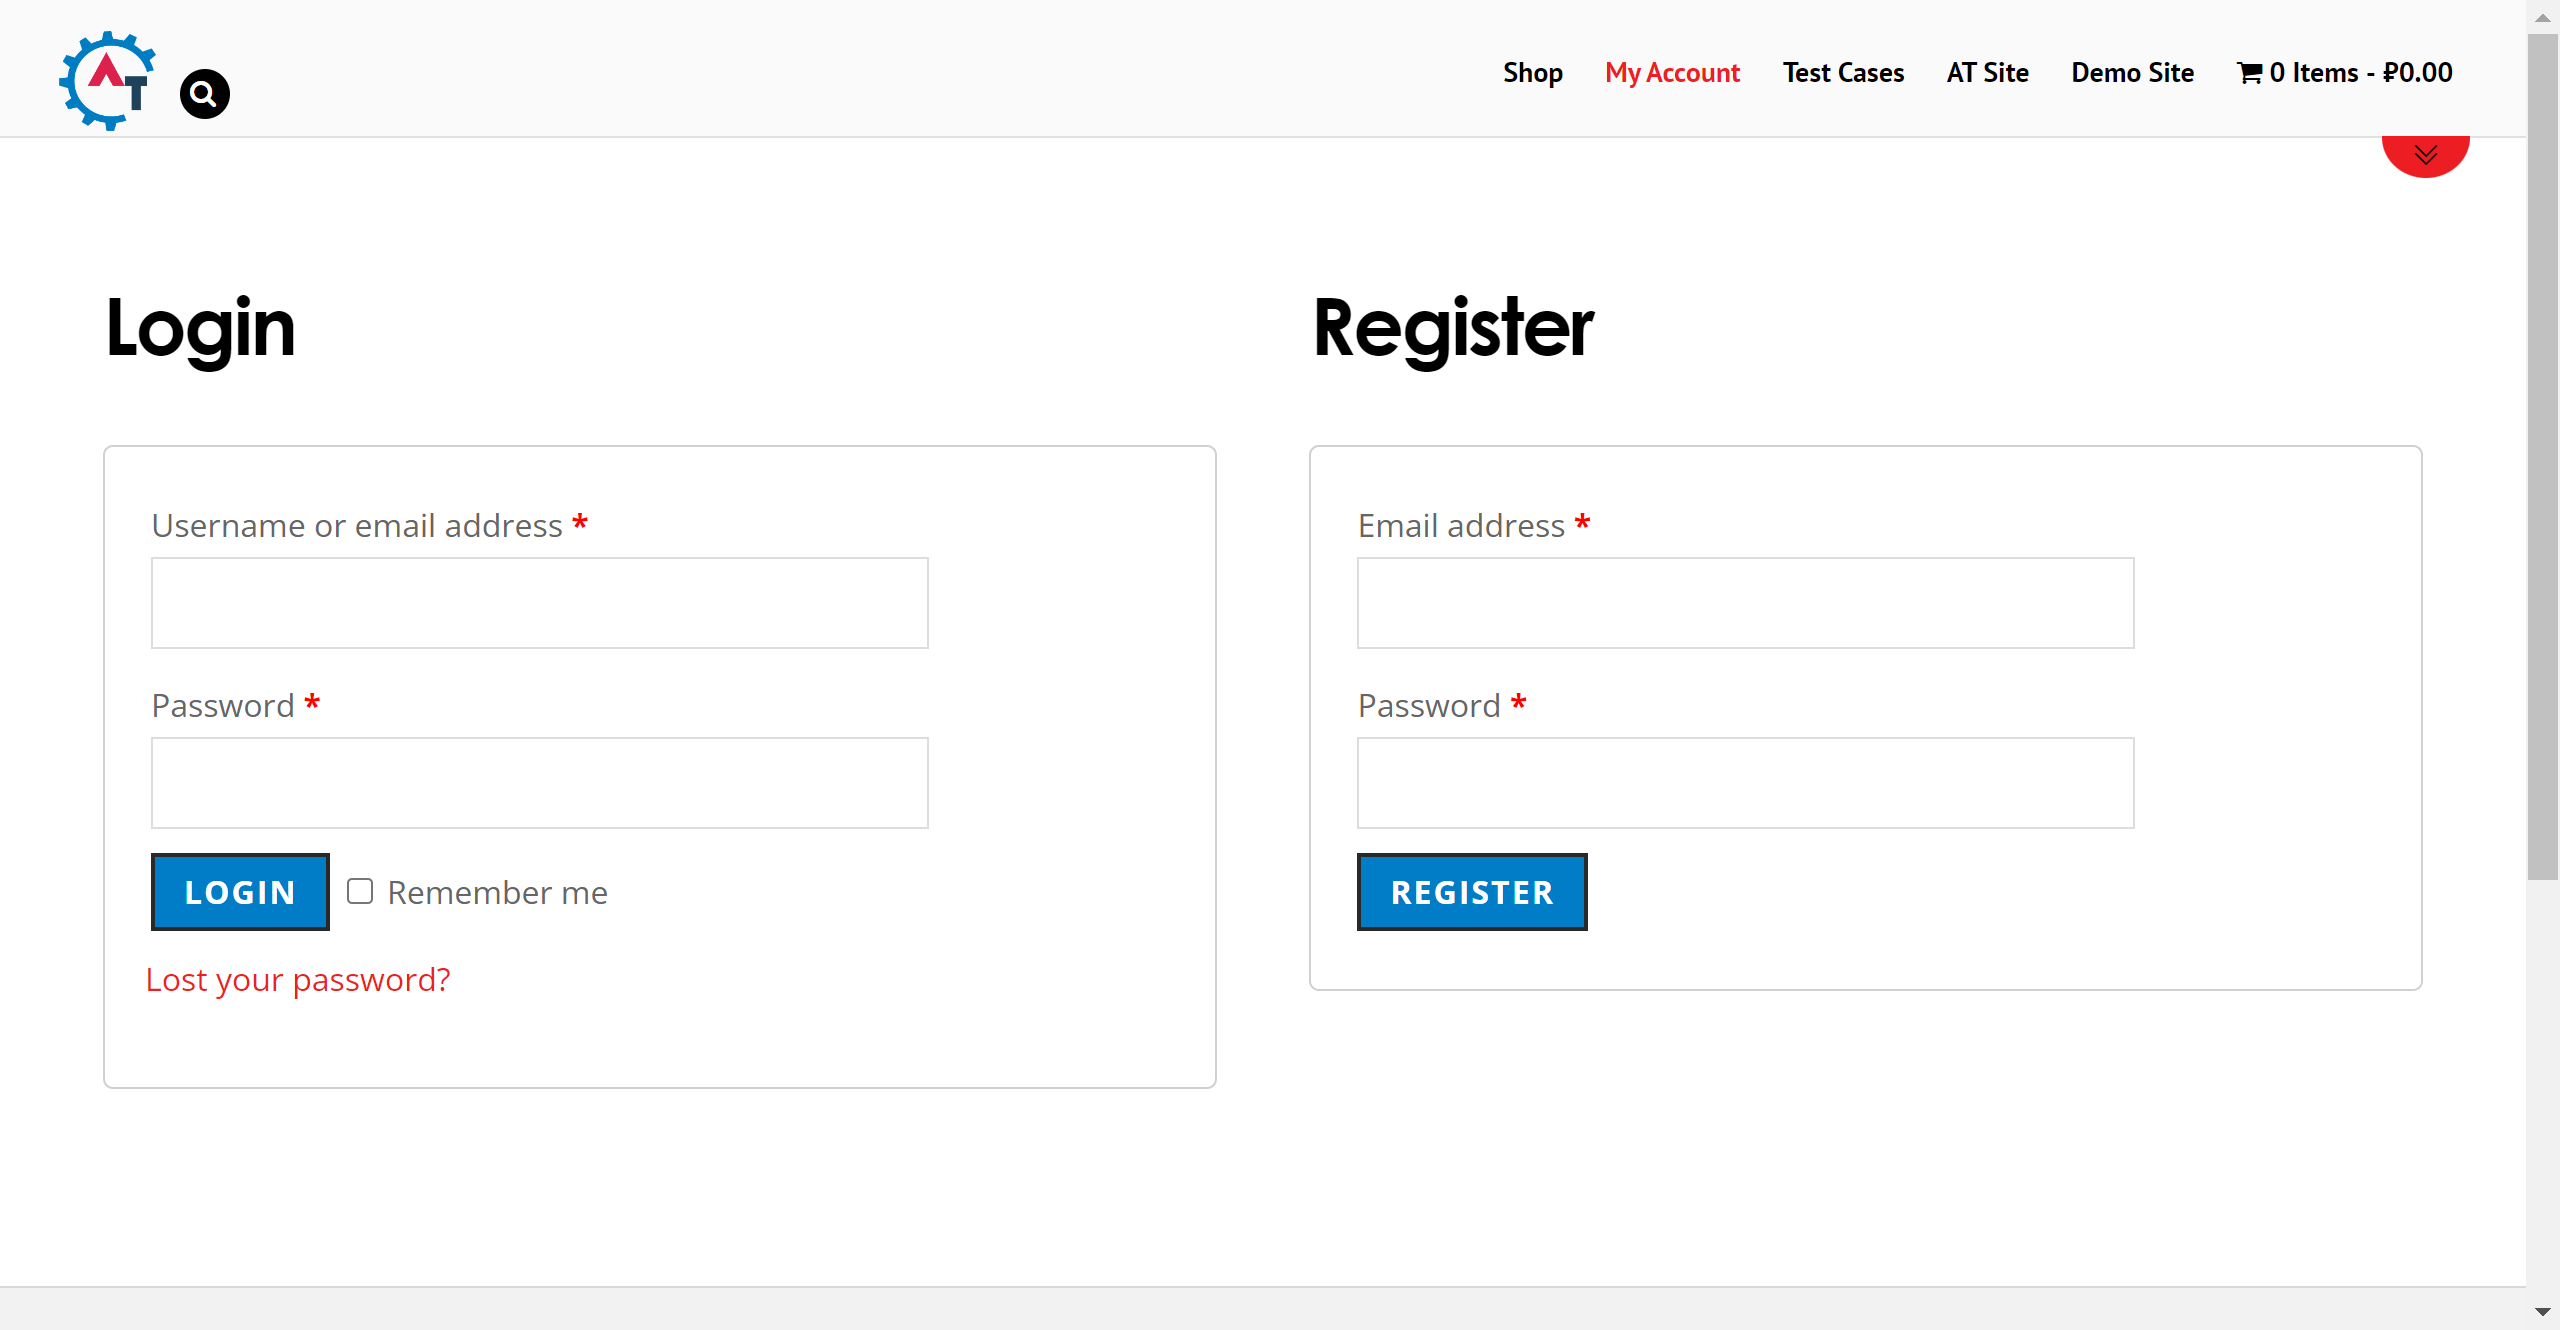 AT
Shop My Account Test Cases AT Site Demo Site 0 Items - ₽0.00
Login
Register
Username or email address *
Password *
LOGIN Remember me
Lost your password?
Email address *
Password *
REGISTER